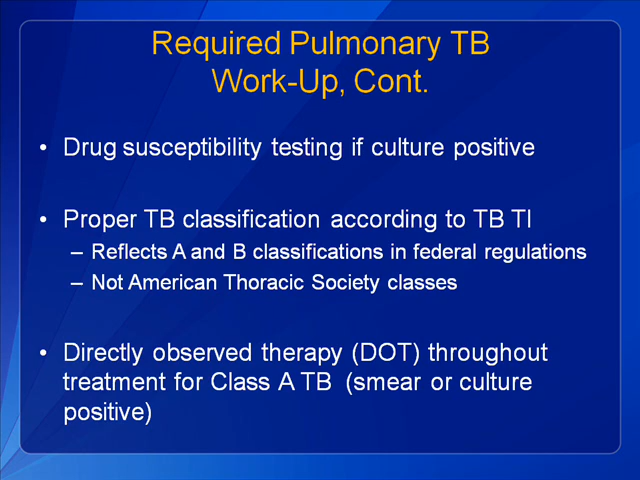 Required Pulmonary TB
Work-Up, Cont.
• Drug susceptibility testing if culture positive
• Proper TB classification according to TB TI
– Reflects A and B classifications in federal regulations
– Not American Thoracic Society classes
• Directly observed therapy (DOT) throughout
treatment for Class A TB (smear or culture
positive)